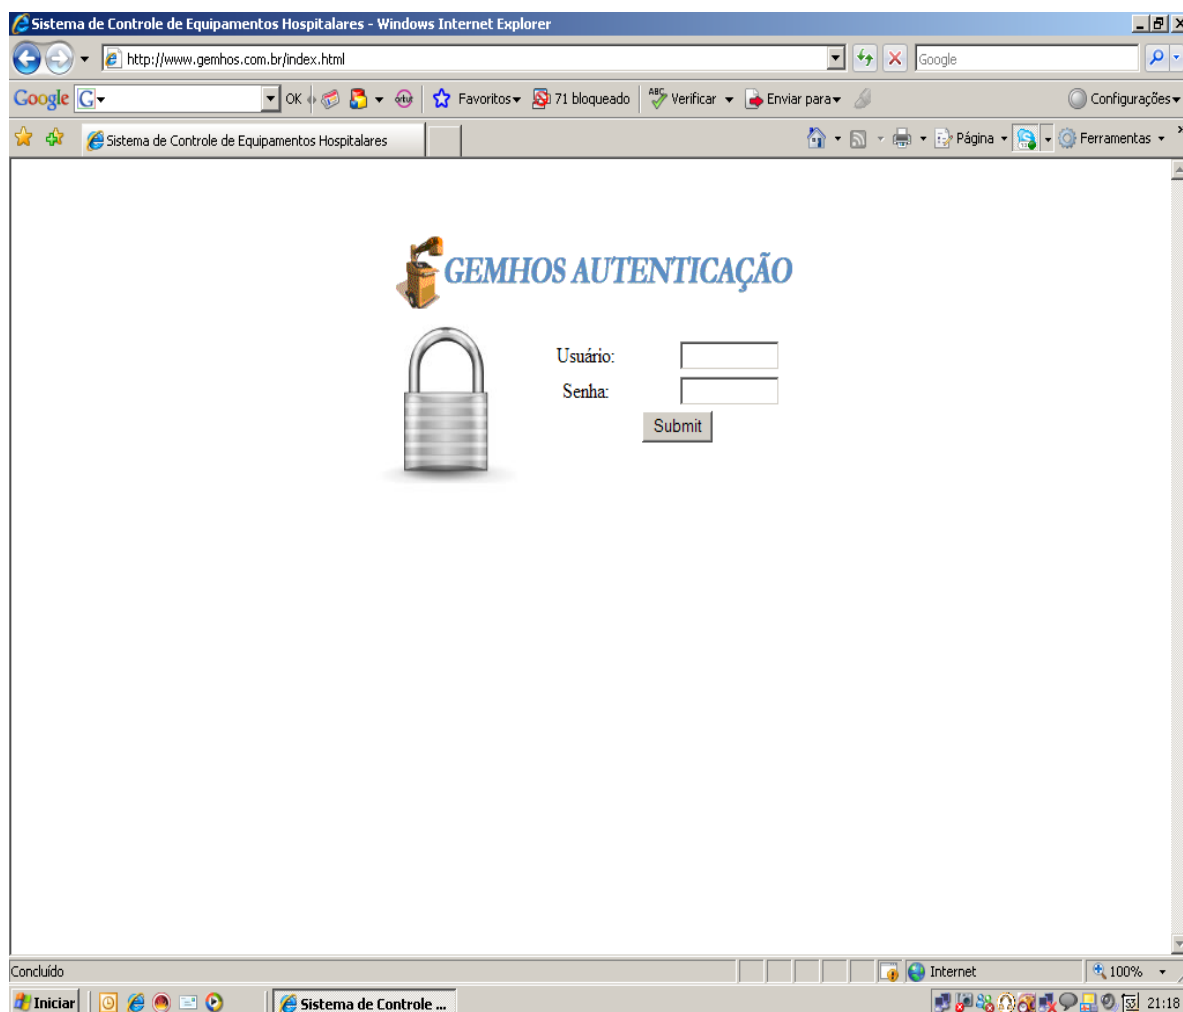 Sistema de Controle de Equipamentos Hospitalares - Windows Internet Explorer
http://www.gemhos.com.br/index.html
Google
Google G OK Favoritos 71 bloqueado ABC Verificar Enviar para Configurações
Sistema de Controle de Equipamentos Hospitalares Página Ferramentas
GEMHOS AUTENTICAÇÃO
Usuário:
Senha:
Submit
Concluído Internet 100%
Iniciar Sistema de Controle ... 21:18